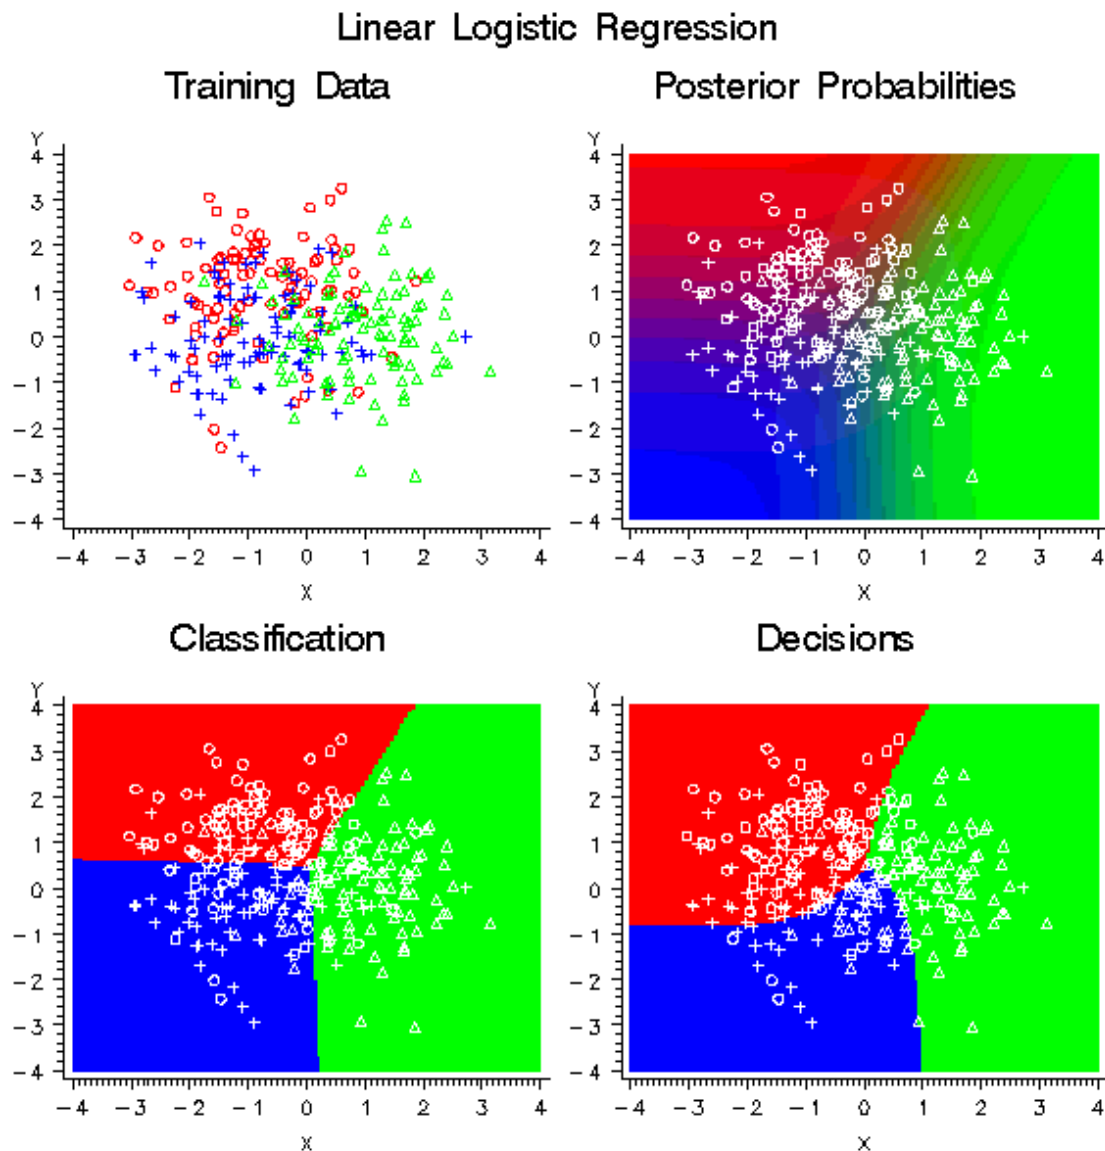 Linear Logistic Regression
Training Data
Posterior Probabilities
Y
4
3
2
1
0
-1
-2
-3
-4
-4 -3 -2 -1 0 1 2 3 4
X
Y
4
3
2
1
0
-1
-2
-3
-4
-4 -3 -2 -1 0 1 2 3 4
X
Classification
Decisions
Y
4
3
2
1
0
-1
-2
-3
-4
-4 -3 -2 -1 0 1 2 3 4
X
Y
4
3
2
1
0
-1
-2
-3
-4
-4 -3 -2 -1 0 1 2 3 4
X